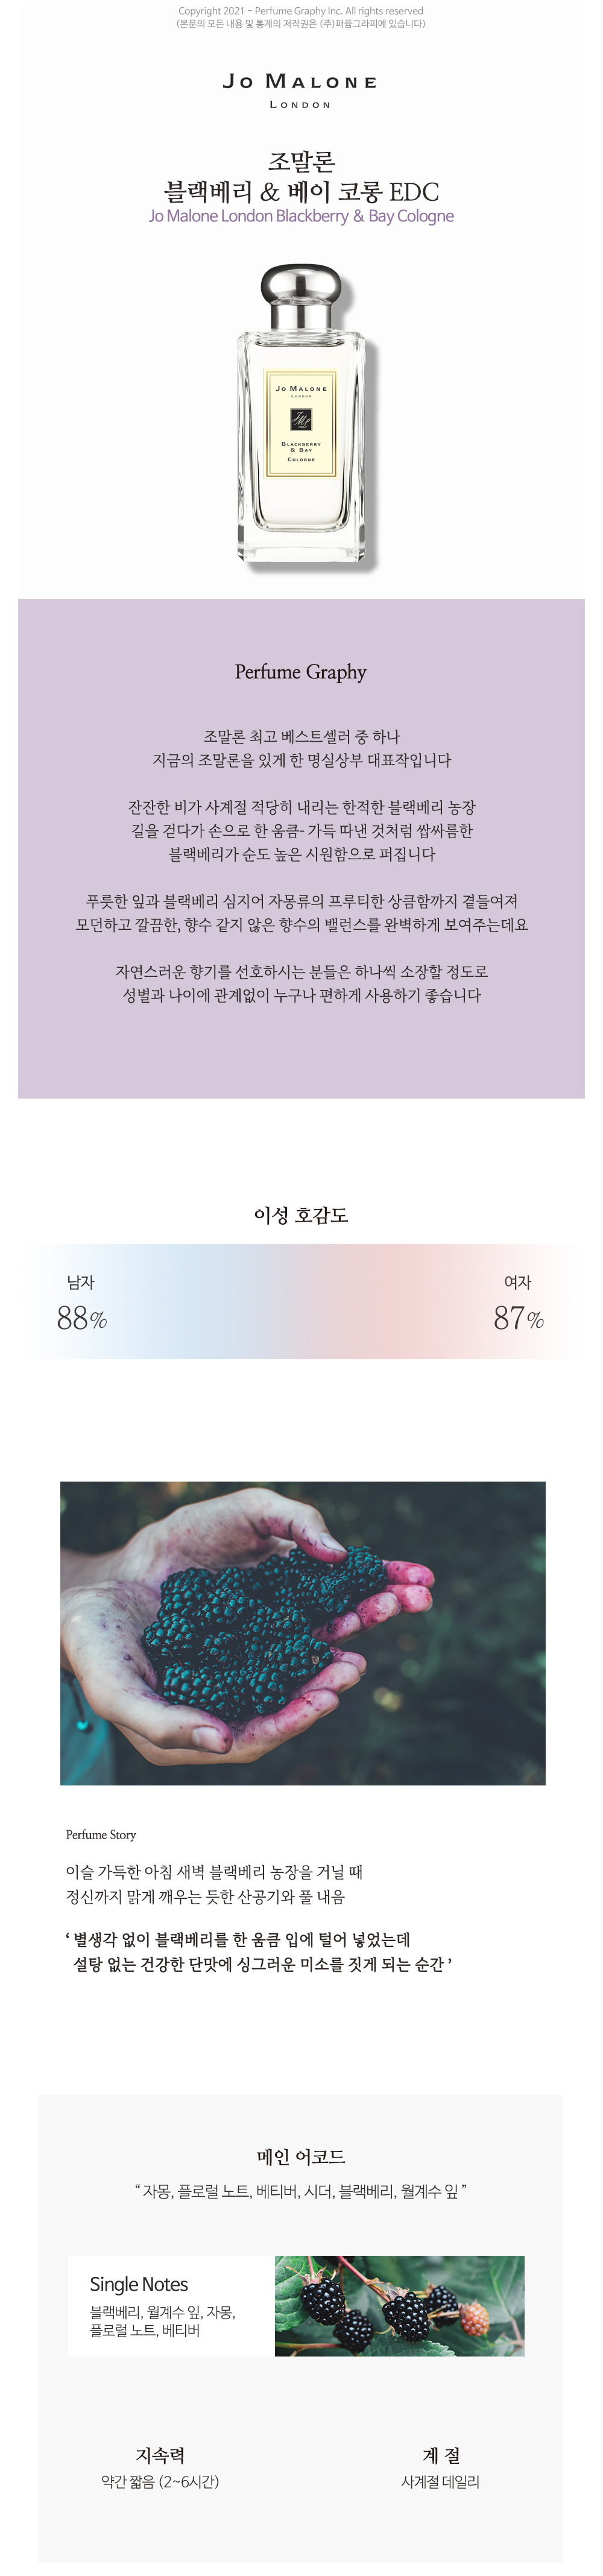 Copyright 2021 - Perfume Graphy Inc. All rights reserved
(본문의 모든 내용 및 통계의 저작권은 (주)퍼퓸그라피에 있습니다)
JO MALONE
LONDON
조말론
블랙베리 & 베이 코롱 EDC
Jo Malone London Blackberry & Bay Cologne
JO MALONE
LONDON
BLACKBERRY
& BAY
COLOGNE
Perfume Graphy
조말론 최고 베스트셀러 중 하나
지금의 조말론을 있게 한 명실상부 대표작입니다
잔잔한 비가 사계절 적당히 내리는 한적한 블랙베리 농장
길을 걷다가 손으로 한 움큼- 가득 따낸 것처럼 쌉싸름한
블랙베리가 순도 높은 시원함으로 퍼집니다
푸릇한 잎과 블랙베리 심지어 자몽류의 프루티한 상큼함까지 곁들여져
모던하고 깔끔한, 향수 같지 않은 향수의 밸런스를 완벽하게 보여주는데요
자연스러운 향기를 선호하시는 분들은 하나씩 소장할 정도로
성별과 나이에 관계없이 누구나 편하게 사용하기 좋습니다
이성 호감도
남자
여자
88%
87%
Perfume Story
이슬 가득한 아침 새벽 블랙베리 농장을 거닐 때
정신까지 맑게 깨우는 듯한 산공기와 풀 내음
‘ 별생각 없이 블랙베리를 한 움큼 입에 털어 넣었는데
설탕 없는 건강한 단맛에 싱그러운 미소를 짓게 되는 순간 ’
메인 어코드
“ 자몽, 플로럴 노트, 베티버, 시더, 블랙베리, 월계수 잎 ”
Single Notes
블랙베리, 월계수 잎, 자몽,
플로럴 노트, 베티버
지속력
계 절
약간 짧음 (2~6시간)
사계절 데일리